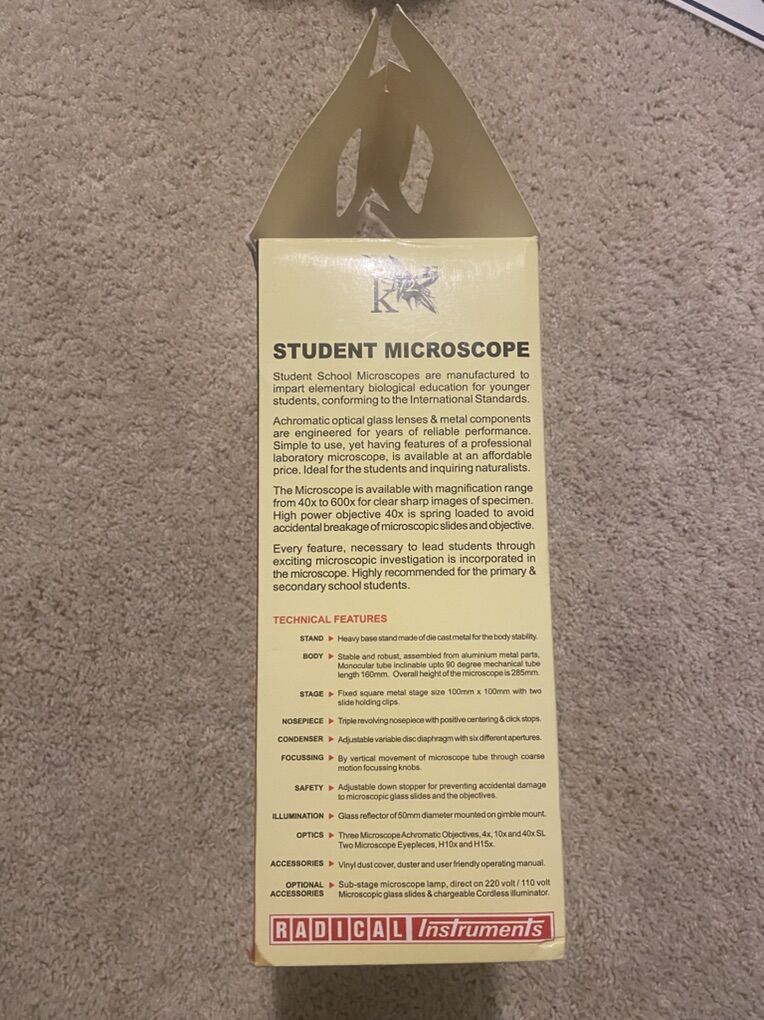 k
STUDENT MICROSCOPE
Student School Microscopes are manufactured to
impart elementary biological education for younger
students, conforming to the International Standards.
Achromatic optical glass lenses & metal components
are engineered for years of reliable performance.
Simple to use, yet having features of a professional
laboratory microscope, is available at an affordable
price. Ideal for the students and inquiring naturalists.
The Microscope is available with magnification range
from 40x to 600x for clear sharp images of specimen.
High power objective 40x is spring loaded to avoid
accidental breakage of microscopic slides and objective.
Every feature, necessary to lead students through
exciting microscopic investigation is incorporated in
the microscope. Highly recommended for the primary &
secondary school students.
TECHNICAL FEATURES
STAND ▶ Heavy base stand made of die cast metal for the body stability.
BODY ▶ Stable and robust, assembled from aluminium metal parts,
Monocular tube inclinable upto 90 degree mechanical tube
length 160mm. Overall height of the microscope is 285mm.
STAGE ▶ Fixed square metal stage size 100mm x 100mm with two
slide holding clips.
NOSEPIECE ▶ Triple revolving nosepiece with positive centering & click stops.
CONDENSER ▶ Adjustable variable disc diaphragm with six different apertures.
FOCUSSING ▶ By vertical movement of microscope tube through coarse
motion focussing knobs.
SAFETY ▶ Adjustable down stopper for preventing accidental damage
to microscopic glass slides and the objectives.
ILLUMINATION ▶ Glass reflector of 50mm diameter mounted on gimble mount.
OPTICS ▶ Three Microscope Achromatic Objectives, 4x, 10x and 40x SL
Two Microscope Eyepleces, H10x and H15x.
ACCESSORIES ▶ Vinyl dust cover, duster and user friendly operating manual.
OPTIONAL ▶ Sub-stage microscope lamp, direct on 220 volt / 110 volt
ACCESSORIES Microscopic glass slides & chargeable Cordless illuminator.
RADICAL Instruments